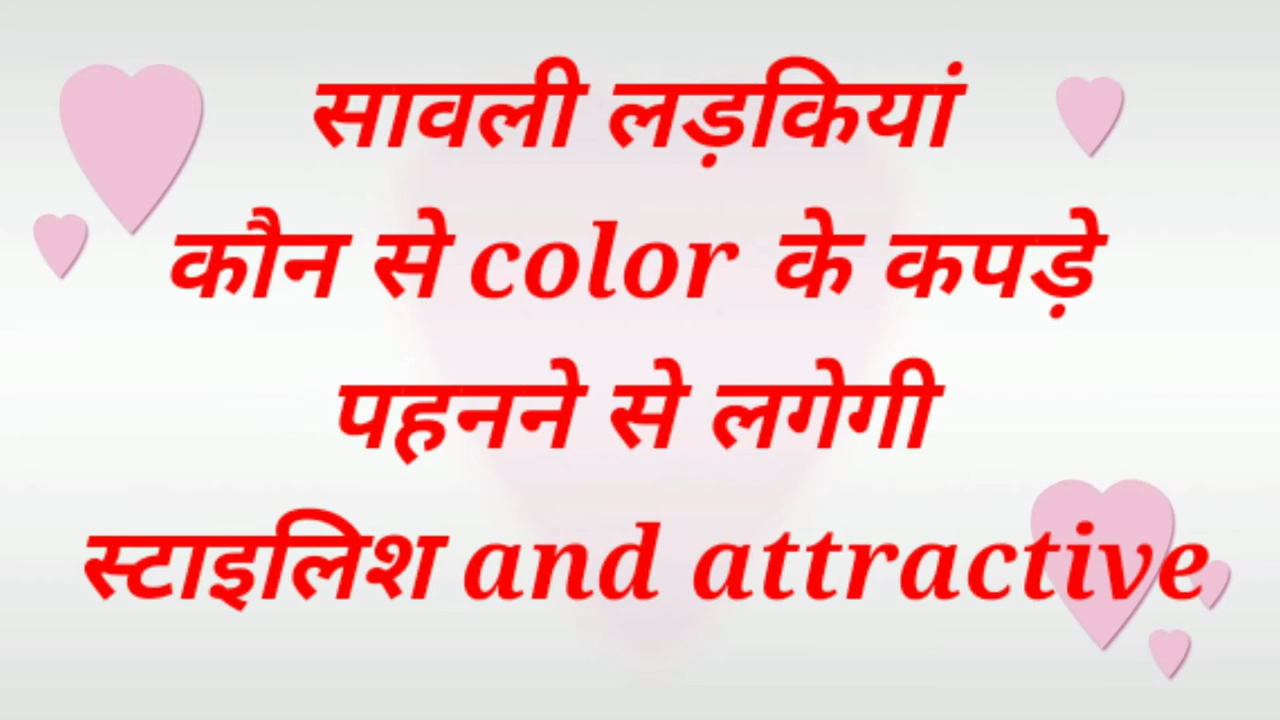 सावली लड़कियां
कौन से color के कपड़े
पहनने से लगेगी
स्टाइलिश and attractive